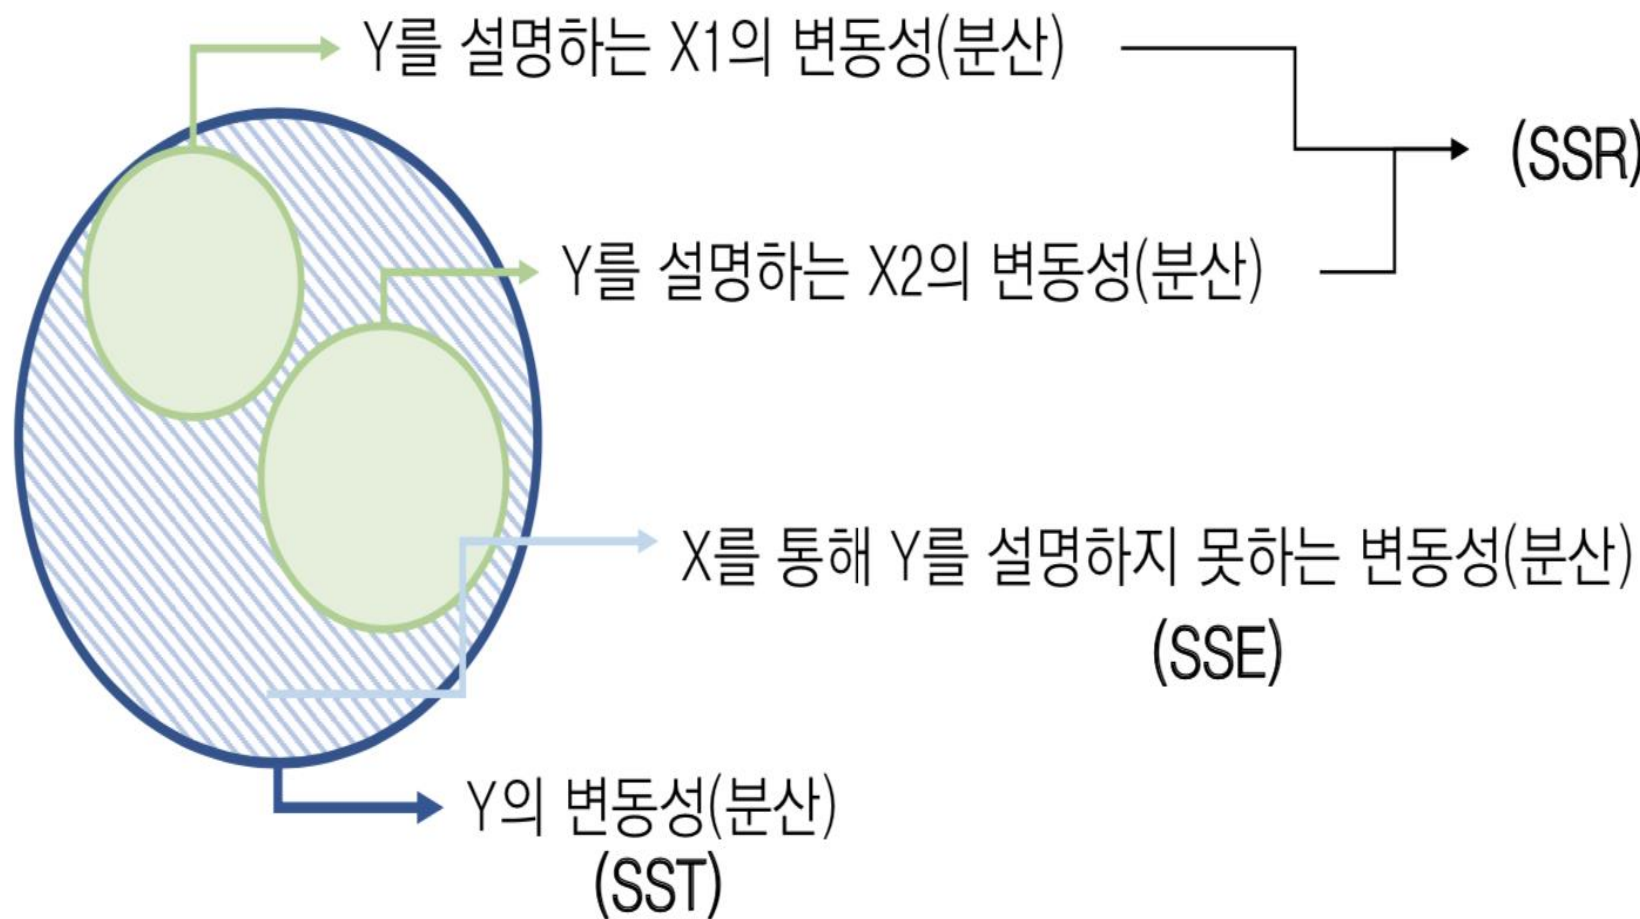 Y를 설명하는 X1의 변동성(분산)
(SSR)
Y를 설명하는 X2의 변동성(분산)
X를 통해 Y를 설명하지 못하는 변동성(분산)
(SSE)
Y의 변동성(분산)
(SST)